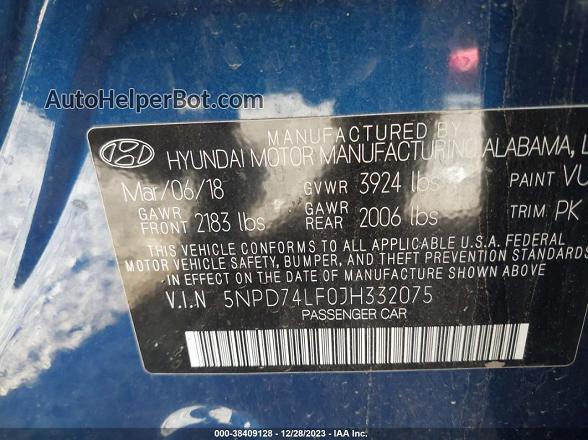 AutoHelperBot.com
MANUFACTURED BY
HYUNDAI MOTOR MANUFACTURING ALABAMA, L
Mar/06/18 GVWR 3924 lbs PAINT VU
GAWR FRONT 2183 lbs GAWR REAR 2006 lbs TRIM PK
THIS VEHICLE CONFORMS TO ALL APPLICABLE U.S.A. FEDERAL
MOTOR VEHICLE SAFETY, BUMPER, AND THEFT PREVENTION STANDARDS
IN EFFECT ON THE DATE OF MANUFACTURE SHOWN ABOVE.
V.I.N 5NPD74LF0JH332075
PASSENGER CAR
000-38409128 - 12/28/2023 - IAA Inc.